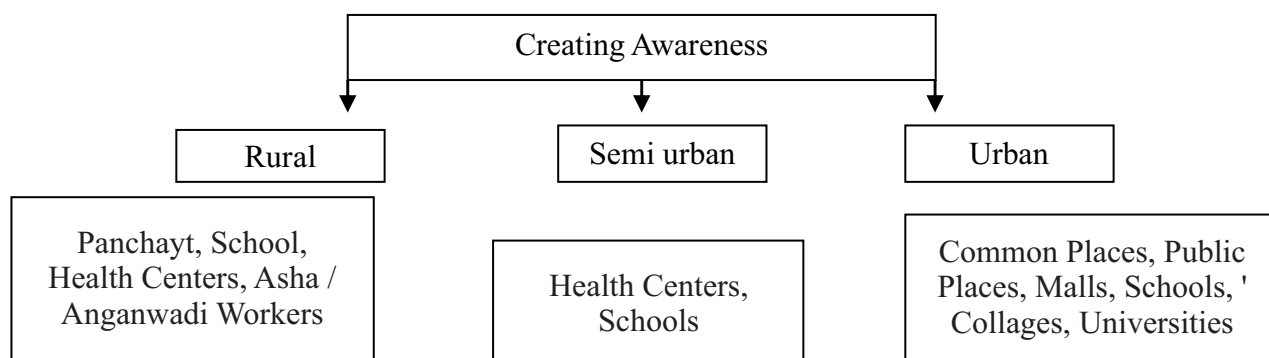 Creating Awareness
Rural
Semi urban
Urban
Panchayt, School,
Health Centers, Asha /
Anganwadi Workers
Health Centers,
Schools
Common Places, Public
Places, Malls, Schools, '
Collages, Universities